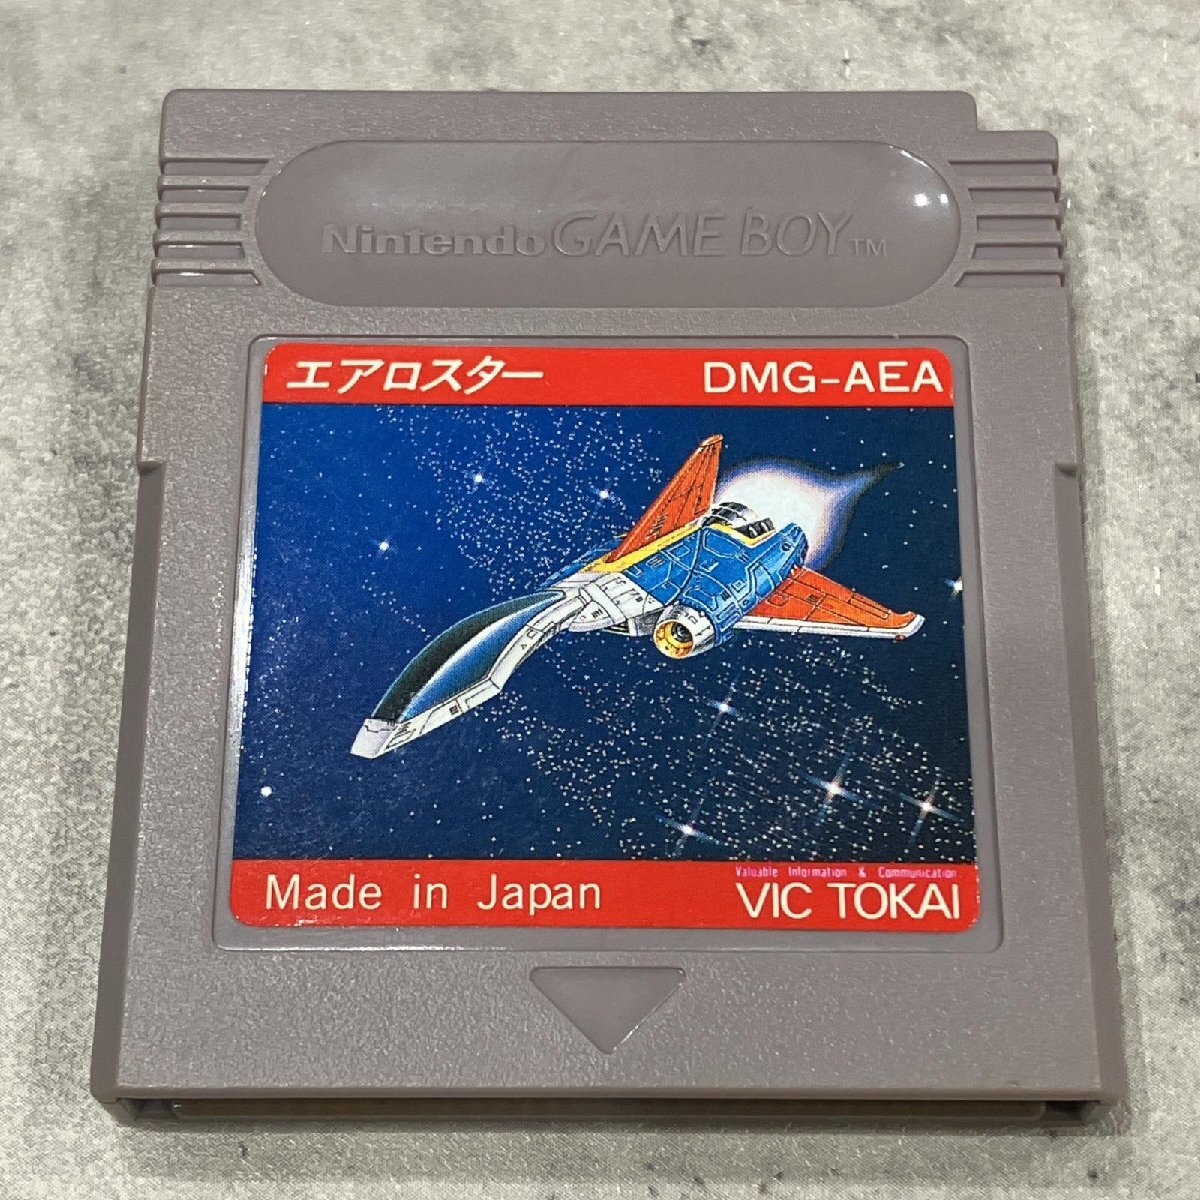 Nintendo GAME BOY TM
エアロスター DMG-AEA
Made in Japan
Valuable Information & Communication
VIC TOKAI